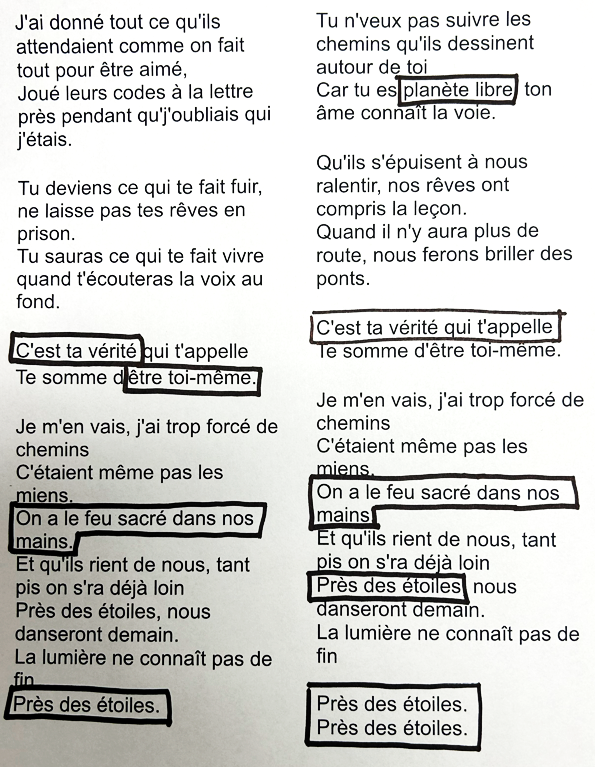 J'ai donné tout ce qu'ils
attendaient comme on fait
tout pour être aimé,
Joué leurs codes à la lettre
près pendant qu'j'oubliais qui
j'étais.
Tu deviens ce qui te fait fuir,
ne laisse pas tes rêves en
prison.
Tu sauras ce qui te fait vivre
quand t'écouteras la voix au
fond.
C'est ta vérité qui t'appelle
Te somme d'être toi-même.
Je m'en vais, j'ai trop forcé de
chemins
C'étaient même pas les
miens.
On a le feu sacré dans nos
mains.
Et qu'ils rient de nous, tant
pis on s'ra déjà loin
Près des étoiles, nous
danseront demain.
La lumière ne connaît pas de
fin
Près des étoiles.
Tu n'veux pas suivre les
chemins qu'ils dessinent
autour de toi
Car tu es planète libre, ton
âme connaît la voie.
Qu'ils s'épuisent à nous
ralentir, nos rêves ont
compris la leçon.
Quand il n'y aura plus de
route, nous ferons briller des
ponts.
C'est ta vérité qui t'appelle
Te somme d'être toi-même.
Je m'en vais, j'ai trop forcé de
chemins
C'étaient même pas les
miens.
On a le feu sacré dans nos
mains.
Et qu'ils rient de nous, tant
pis on s'ra déjà loin
Près des étoiles, nous
danseront demain.
La lumière ne connaît pas de
fin
Près des étoiles.
Près des étoiles.